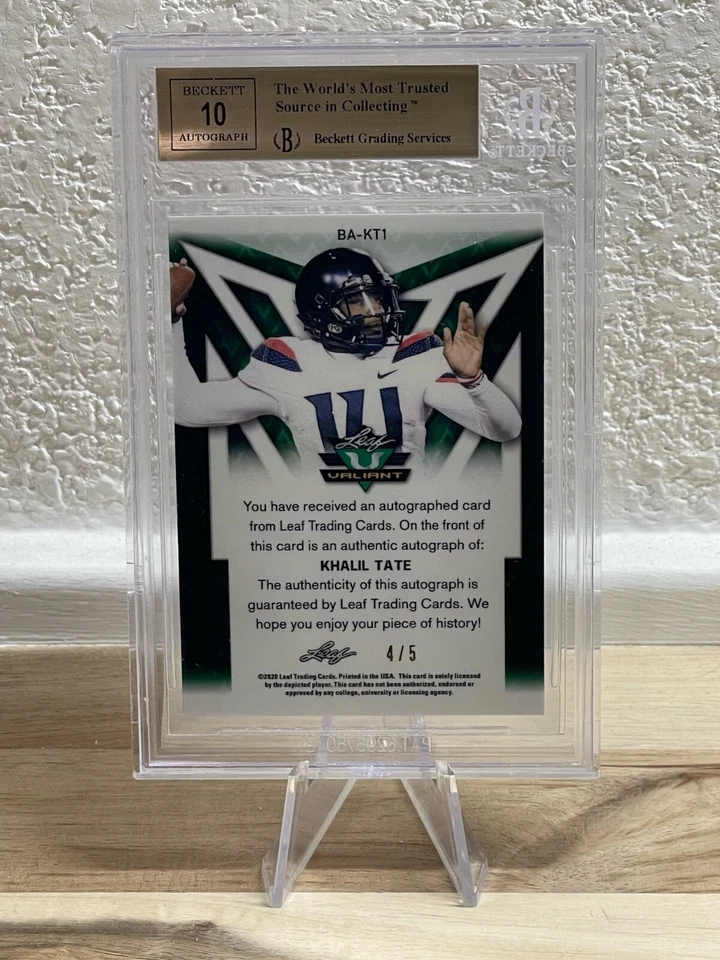 BECKETT
10
AUTOGRAPH
The World's Most Trusted
Source in Collecting™
B
Beckett Grading Services
B
BECKETT
BA-KT1
14
Leaf
VALIANT
You have received an autographed card
from Leaf Trading Cards. On the front of
this card is an authentic autograph of:
KHALIL TATE
The authenticity of this autograph is
guaranteed by Leaf Trading Cards. We
hope you enjoy your piece of history!
Leaf
4/5
©2020 Leaf Trading Cards. Printed in the USA. This card is solely licensed
by the depicted player. This card has not been authorized, endorsed or
approved by any college, university or licensing agency.